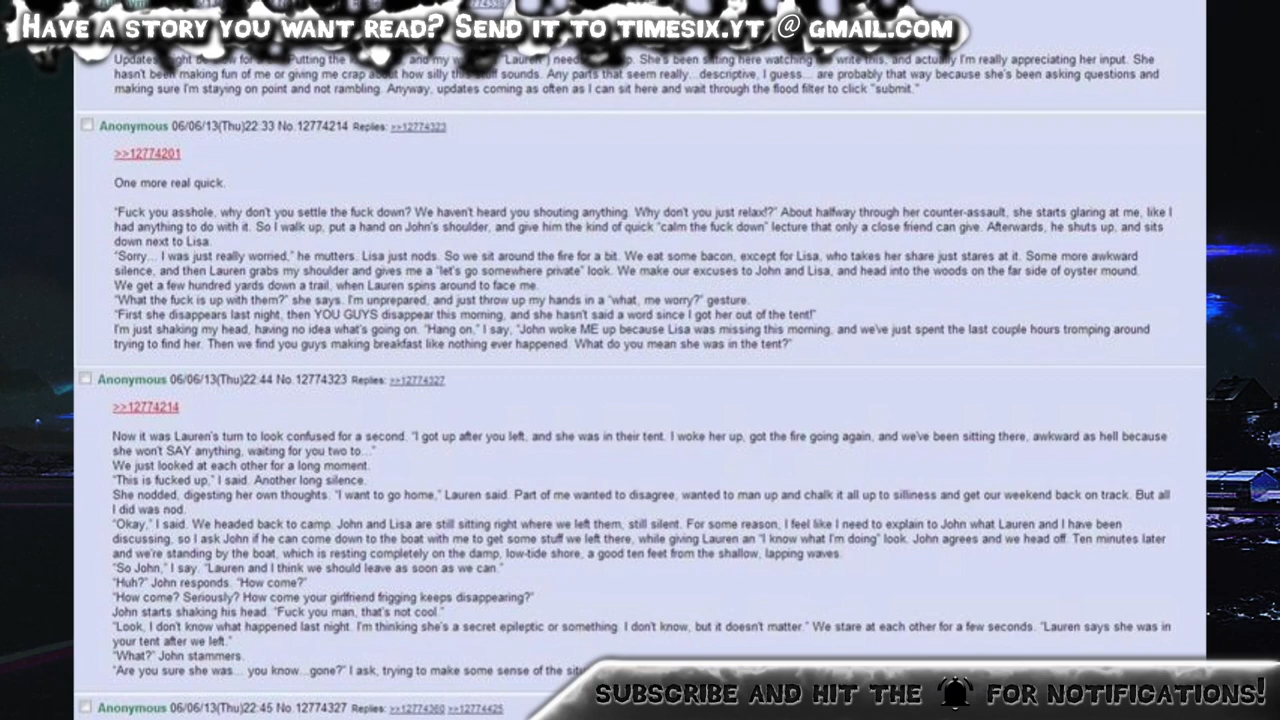 HAVE A STORY YOU WANT READ? SEND IT TO TIMESIX.YT @ GMAIL.COM
Updates for Putting the and my need She's been sitting here watching write this, and actually I'm really appreciating her input. She
hasn't been making fun of me or giving me crap about how silly this stuff sounds. Any parts that seem really...descriptive, I guess... are probably that way because she's been asking questions and
making sure I'm staying on point and not rambling. Anyway, updates coming as often as I can sit here and wait through the flood filter to click "submit."
Anonymous 06/06/13(Thu)22:33 No.12774214 Replies: >>12774323
>>12774201
One more real quick.
"Fuck you asshole, why don't you settle the fuck down? We haven't heard you shouting anything. Why don't you just relax!?" About halfway through her counter-assault, she starts glaring at me, like I
had anything to do with it. So I walk up, put a hand on John's shoulder, and give him the kind of quick "calm the fuck down" lecture that only a close friend can give. Afterwards, he shuts up, and sits
down next to Lisa.
"Sorry... I was just really worried," he mutters. Lisa just nods. So we sit around the fire for a bit. We eat some bacon, except for Lisa, who takes her share just stares at it. Some more awkward
silence, and then Lauren grabs my shoulder and gives me a "let's go somewhere private" look. We make our excuses to John and Lisa, and head into the woods on the far side of oyster mound.
We get a few hundred yards down a trail, when Lauren spins around to face me.
"What the fuck is up with them?" she says. I'm unprepared, and just throw up my hands in a "what, me worry?" gesture.
"First she disappears last night, then YOU GUYS disappear this morning, and she hasn't said a word since I got her out of the tent!"
I'm just shaking my head, having no idea what's going on. "Hang on," I say, "John woke ME up because Lisa was missing this morning, and we've just spent the last couple hours tromping around
trying to find her. Then we find you guys making breakfast like nothing ever happened. What do you mean she was in the tent?"
Anonymous 06/06/13(Thu)22:44 No.12774323 Replies: >>12774327
>>12774214
Now it was Lauren's turn to look confused for a second. "I got up after you left, and she was in their tent. I woke her up, got the fire going again, and we've been sitting there, awkward as hell because
she won't SAY anything, waiting for you two to..."
We just looked at each other for a long moment.
"This is fucked up," I said. Another long silence.
She nodded, digesting her own thoughts. "I want to go home," Lauren said. Part of me wanted to disagree, wanted to man up and chalk it all up to silliness and get our weekend back on track. But all
I did was nod.
"Okay," I said. We headed back to camp. John and Lisa are still sitting right where we left them, still silent. For some reason, I feel like I need to explain to John what Lauren and I have been
discussing, so I ask John if he can come down to the boat with me to get some stuff we left there, while giving Lauren an "I know what I'm doing" look. John agrees and we head off. Ten minutes later
and we're standing by the boat, which is resting completely on the damp, low-tide shore, a good ten feet from the shallow, lapping waves.
"So John," I say. "Lauren and I think we should leave as soon as we can."
"Huh?" John responds. "How come?"
"How come? Seriously? How come your girlfriend frigging keeps disappearing?"
John starts shaking his head. "Fuck you man, that's not cool."
"Look, I don't know what happened last night. I'm thinking she's a secret epileptic or something. I don't know, but it doesn't matter." We stare at each other for a few seconds. "Lauren says she was in
your tent after we left."
"What?" John stammers.
"Are you sure she was... you know...gone?" I ask, trying to make some sense of the
SUBSCRIBE AND HIT THE FOR NOTIFICATIONS!
Anonymous 06/06/13(Thu)22:45 No.12774327 Replies: >>12774360 >>12774425